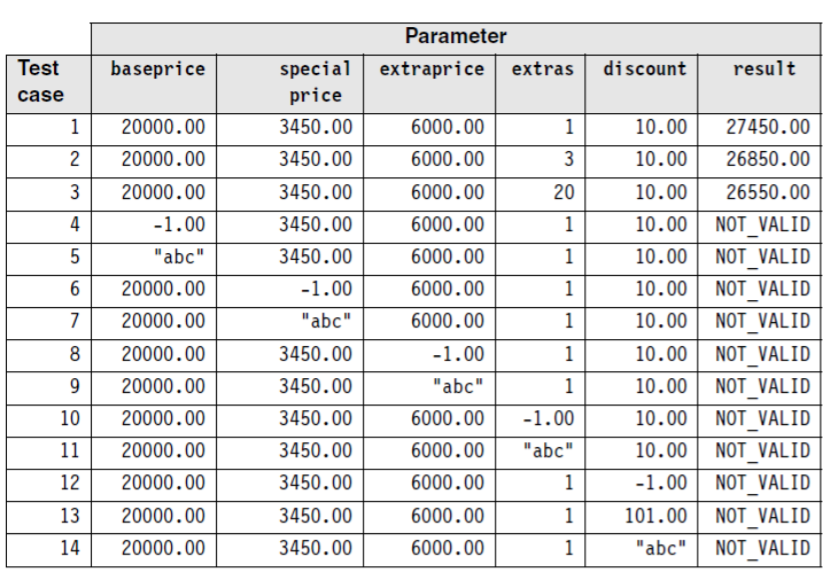 Parameter
Test case baseprice special price extraprice extras discount result
1 20000.00 3450.00 6000.00 1 10.00 27450.00
2 20000.00 3450.00 6000.00 3 10.00 26850.00
3 20000.00 3450.00 6000.00 20 10.00 26550.00
4 -1.00 3450.00 6000.00 1 10.00 NOT_VALID
5 "abc" 3450.00 6000.00 1 10.00 NOT_VALID
6 20000.00 -1.00 6000.00 1 10.00 NOT_VALID
7 20000.00 "abc" 6000.00 1 10.00 NOT_VALID
8 20000.00 3450.00 -1.00 1 10.00 NOT_VALID
9 20000.00 3450.00 "abc" 1 10.00 NOT_VALID
10 20000.00 3450.00 6000.00 -1.00 10.00 NOT_VALID
11 20000.00 3450.00 6000.00 "abc" 10.00 NOT_VALID
12 20000.00 3450.00 6000.00 1 -1.00 NOT_VALID
13 20000.00 3450.00 6000.00 1 101.00 NOT_VALID
14 20000.00 3450.00 6000.00 1 "abc" NOT_VALID